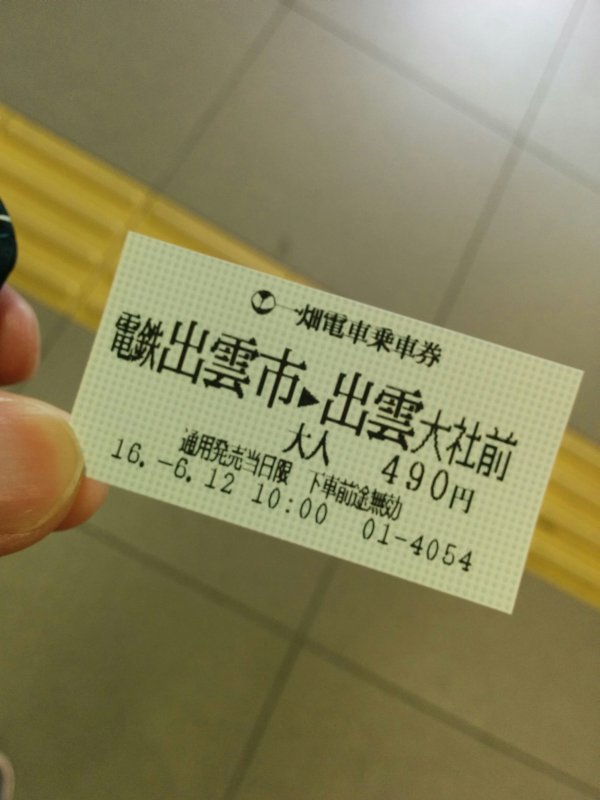 一畑電車乗車券
電鉄出雲市▶出雲大社前
大人 490円
通用発売当日限 下車前途無効
16.-6.12 10:00 01-4054